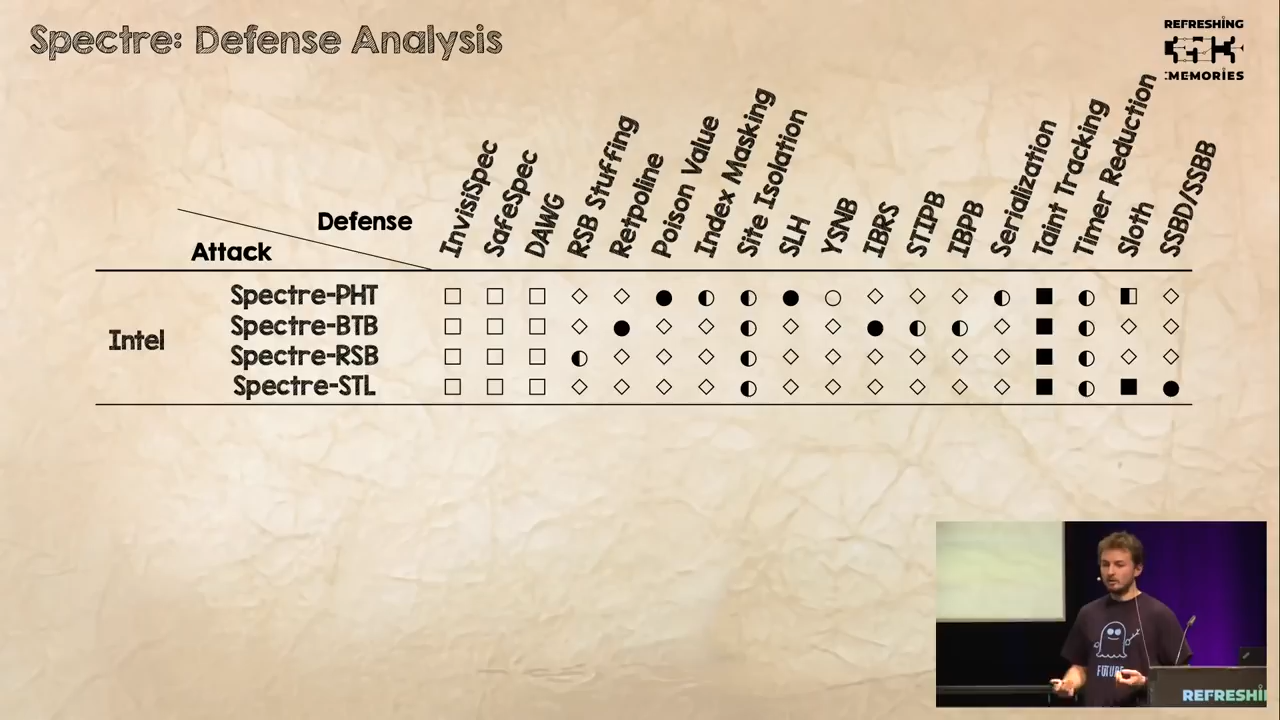 Spectre: Defense Analysis
REFRESHING
:MEMORIES
Defense
Attack
InvisiSpec
SafeSpec
DAWG
RSB Stuffing
Retpoline
Poison Value
Index Masking
Site Isolation
SLH
YSNB
IBRS
STIPB
IBPB
Serialization
Taint Tracking
Timer Reduction
Sloth
SSBD/SSBB
Intel
Spectre-PHT □ □ □ ◇ ◇ ● ◐ ◐ ● ○ ◇ ◇ ◇ ◐ ■ ◐ ◧ ◇
Spectre-BTB □ □ □ ◇ ● ◇ ◇ ◐ ◇ ◇ ● ◐ ◐ ◇ ■ ◐ ◇ ◇
Spectre-RSB □ □ □ ◐ ◇ ◇ ◇ ◐ ◇ ◇ ◇ ◇ ◇ ◇ ■ ◐ ◇ ◇
Spectre-STL □ □ □ ◇ ◇ ◇ ◇ ◐ ◇ ◇ ◇ ◇ ◇ ◇ ■ ◐ ■ ●
FUTURE
REFRESHI